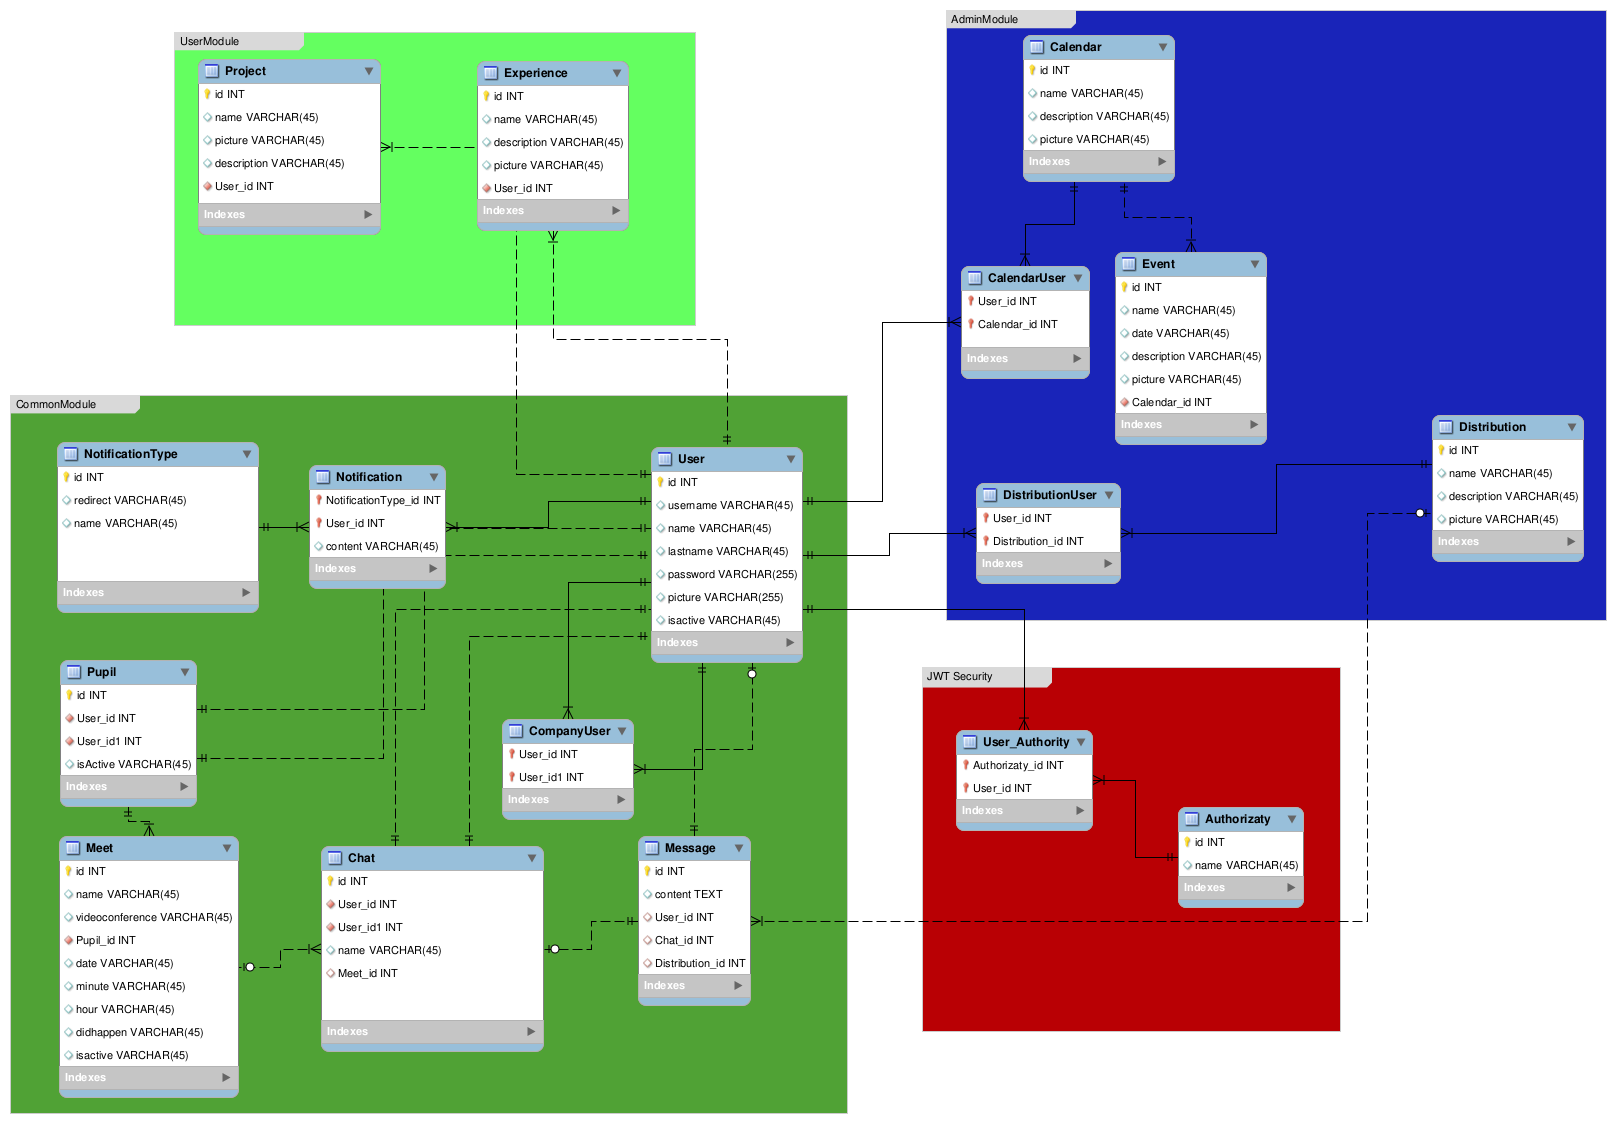 UserModule
Project
id INT
name VARCHAR(45)
picture VARCHAR(45)
description VARCHAR(45)
User_id INT
Indexes
Experience
id INT
name VARCHAR(45)
description VARCHAR(45)
picture VARCHAR(45)
User_id INT
Indexes
AdminModule
Calendar
id INT
name VARCHAR(45)
description VARCHAR(45)
picture VARCHAR(45)
Indexes
CalendarUser
User_id INT
Calendar_id INT
Indexes
Event
id INT
name VARCHAR(45)
date VARCHAR(45)
description VARCHAR(45)
picture VARCHAR(45)
Calendar_id INT
Indexes
Distribution
id INT
name VARCHAR(45)
description VARCHAR(45)
picture VARCHAR(45)
Indexes
DistributionUser
User_id INT
Distribution_id INT
Indexes
CommonModule
NotificationType
id INT
redirect VARCHAR(45)
name VARCHAR(45)
Indexes
Notification
NotificationType_id INT
User_id INT
content VARCHAR(45)
Indexes
User
id INT
username VARCHAR(45)
name VARCHAR(45)
lastname VARCHAR(45)
password VARCHAR(255)
picture VARCHAR(255)
isactive VARCHAR(45)
Indexes
Pupil
id INT
User_id INT
User_id1 INT
isActive VARCHAR(45)
Indexes
CompanyUser
User_id INT
User_id1 INT
Indexes
Meet
id INT
name VARCHAR(45)
videoconference VARCHAR(45)
Pupil_id INT
date VARCHAR(45)
minute VARCHAR(45)
hour VARCHAR(45)
didhappen VARCHAR(45)
isactive VARCHAR(45)
Indexes
Chat
id INT
User_id INT
User_id1 INT
name VARCHAR(45)
Meet_id INT
Indexes
Message
id INT
content TEXT
User_id INT
Chat_id INT
Distribution_id INT
Indexes
JWT Security
User_Authority
Authorizaty_id INT
User_id INT
Indexes
Authorizaty
id INT
name VARCHAR(45)
Indexes